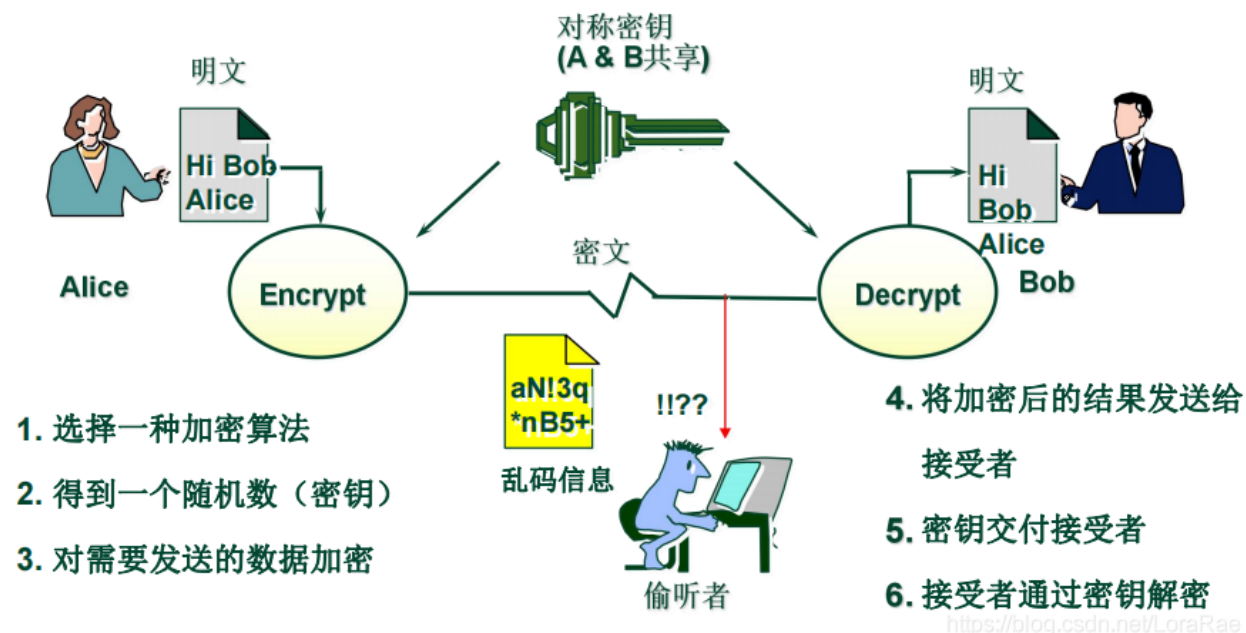 对称密钥
(A & B共享)
明文
明文
Hi Bob
Alice
Hi
Bob
Alice
Alice
Encrypt
密文
Decrypt
Bob
aN!3q
*nB5+
!!??
乱码信息
偷听者
1. 选择一种加密算法
2. 得到一个随机数（密钥）
3. 对需要发送的数据加密
4. 将加密后的结果发送给
接受者
5. 密钥交付接受者
6. 接受者通过密钥解密
https://blog.csdn.net/LoraRae